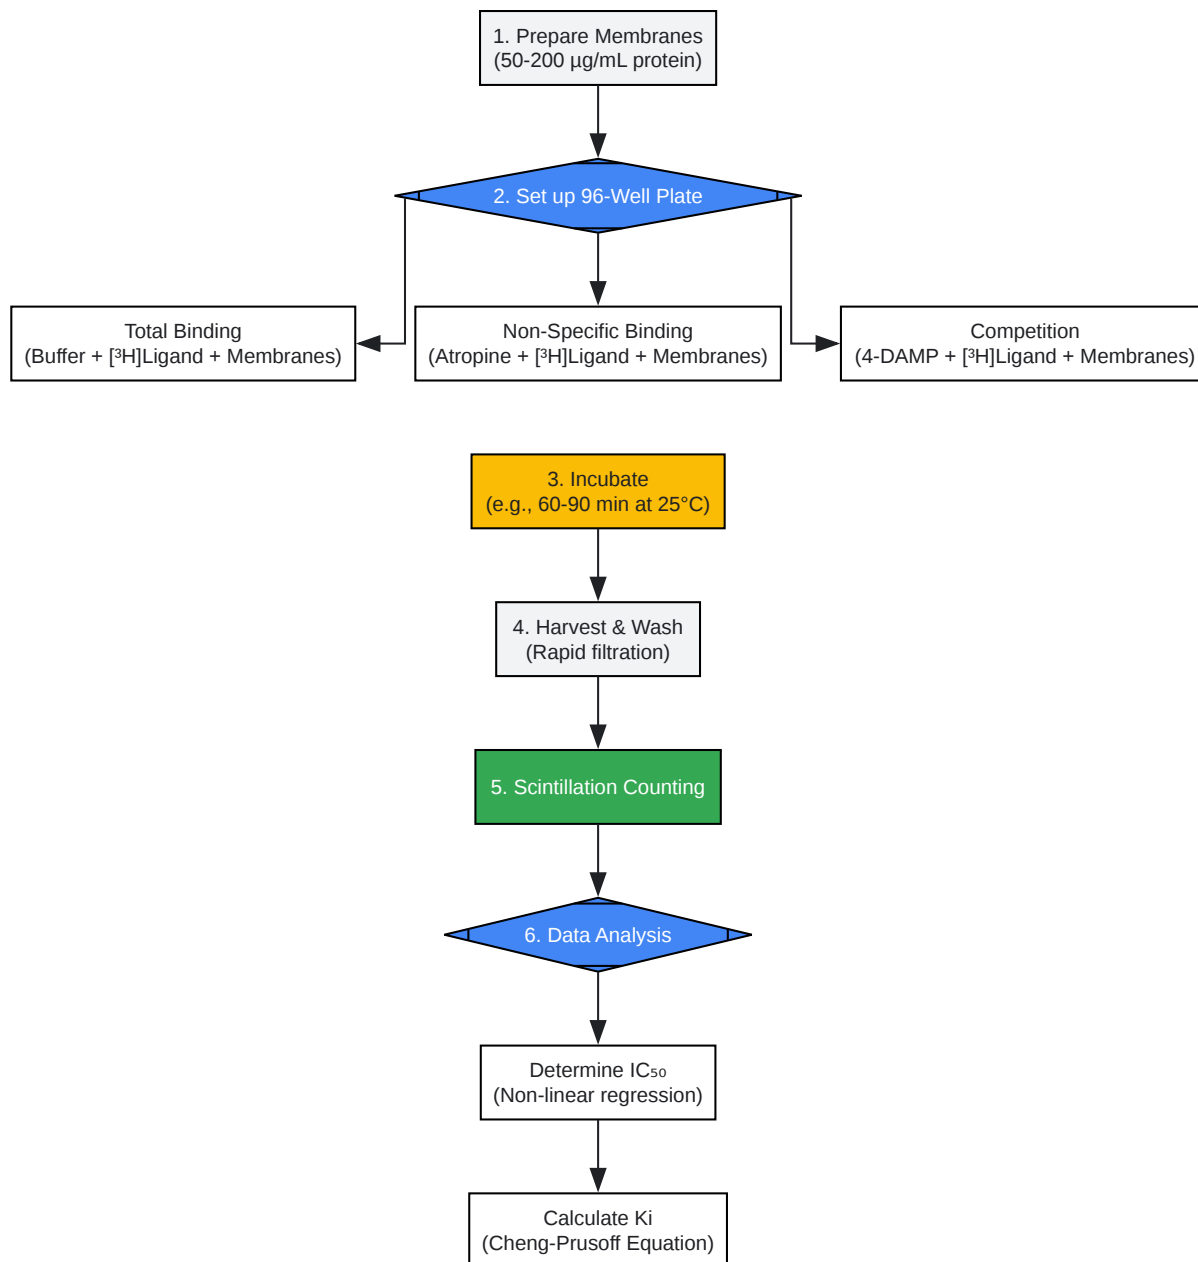 1. Prepare Membranes
(50-200 µg/mL protein)
2. Set up 96-Well Plate
Total Binding
(Buffer + [³H]Ligand + Membranes)
Non-Specific Binding
(Atropine + [³H]Ligand + Membranes)
Competition
(4-DAMP + [³H]Ligand + Membranes)
3. Incubate
(e.g., 60-90 min at 25°C)
4. Harvest & Wash
(Rapid filtration)
5. Scintillation Counting
6. Data Analysis
Determine IC₅₀
(Non-linear regression)
Calculate Ki
(Cheng-Prusoff Equation)